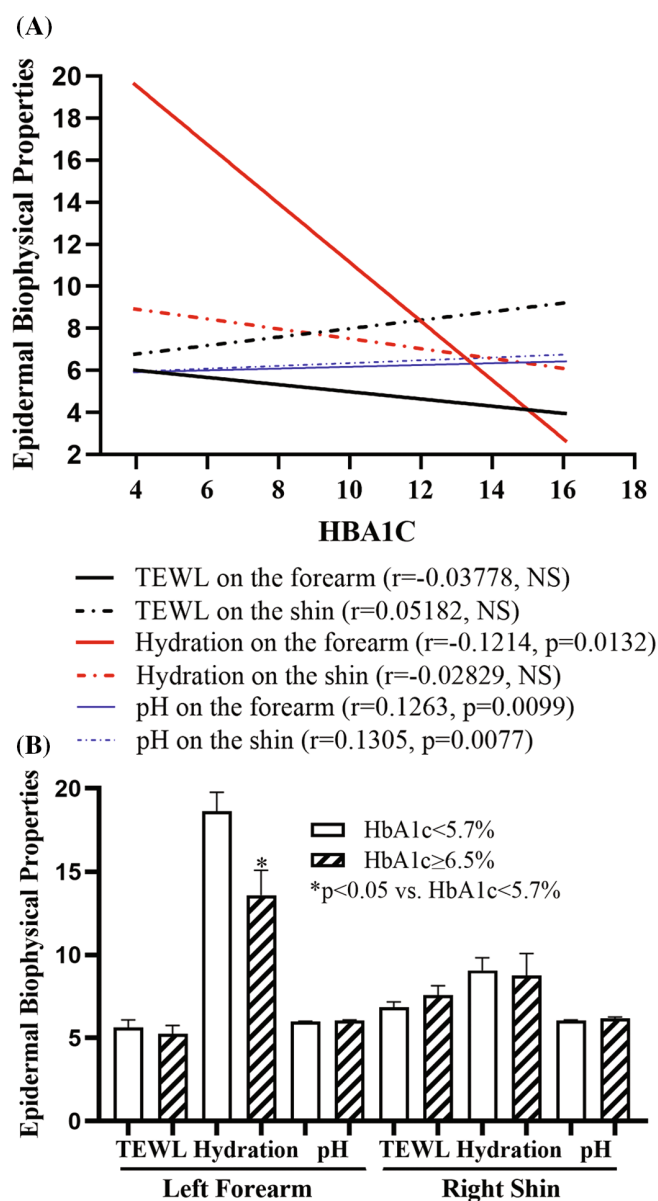 (A)
Epidermal Biophysical Properties
20
18
16
14
12
10
8
6
4
2
4 6 8 10 12 14 16 18
HBA1C
TEWL on the forearm (r=-0.03778, NS)
TEWL on the shin (r=0.05182, NS)
Hydration on the forearm (r=-0.1214, p=0.0132)
Hydration on the shin (r=-0.02829, NS)
pH on the forearm (r=0.1263, p=0.0099)
pH on the shin (r=0.1305, p=0.0077)
(B)
Epidermal Biophysical Properties
20
15
10
5
0
*
HbA1c<5.7%
HbA1c≥6.5%
*p<0.05 vs. HbA1c<5.7%
TEWL Hydration pH TEWL Hydration pH
Left Forearm Right Shin